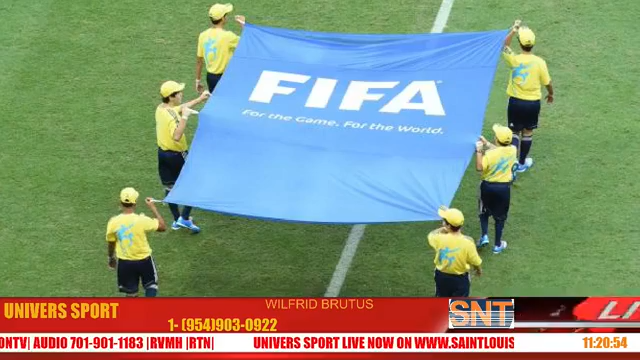 FIFA
For the Game. For the World.
UNIVERS SPORT
WILFRID BRUTUS
1- (954)903-0922
SNT
ONTV| AUDIO 701-901-1183 |RVMH |RTN|
UNIVERS SPORT LIVE NOW ON WWW.SAINTLOUIS
11:20:54